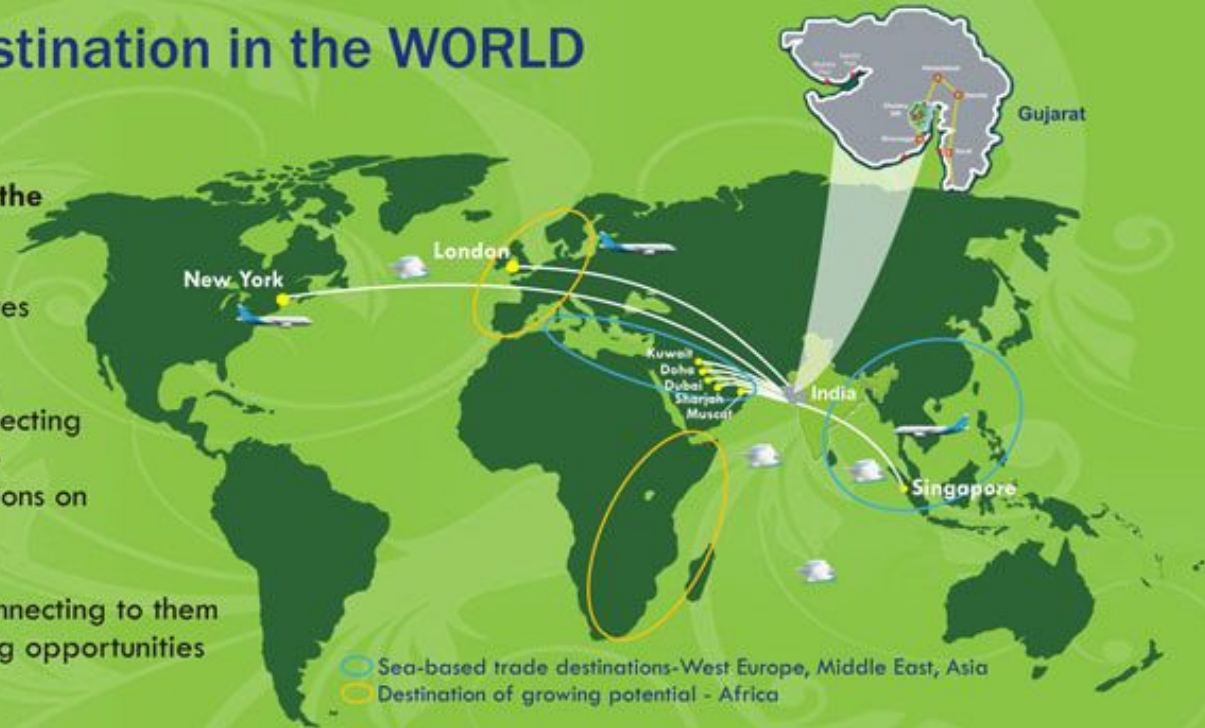 stination in the WORLD
the
es
ecting
ons on
nnecting to them
g opportunities
Gujarat
London
New York
Kuwait
Doha
Dubai
Sharjah
Muscat
India
Singapore
Sea-based trade destinations-West Europe, Middle East, Asia
Destination of growing potential - Africa